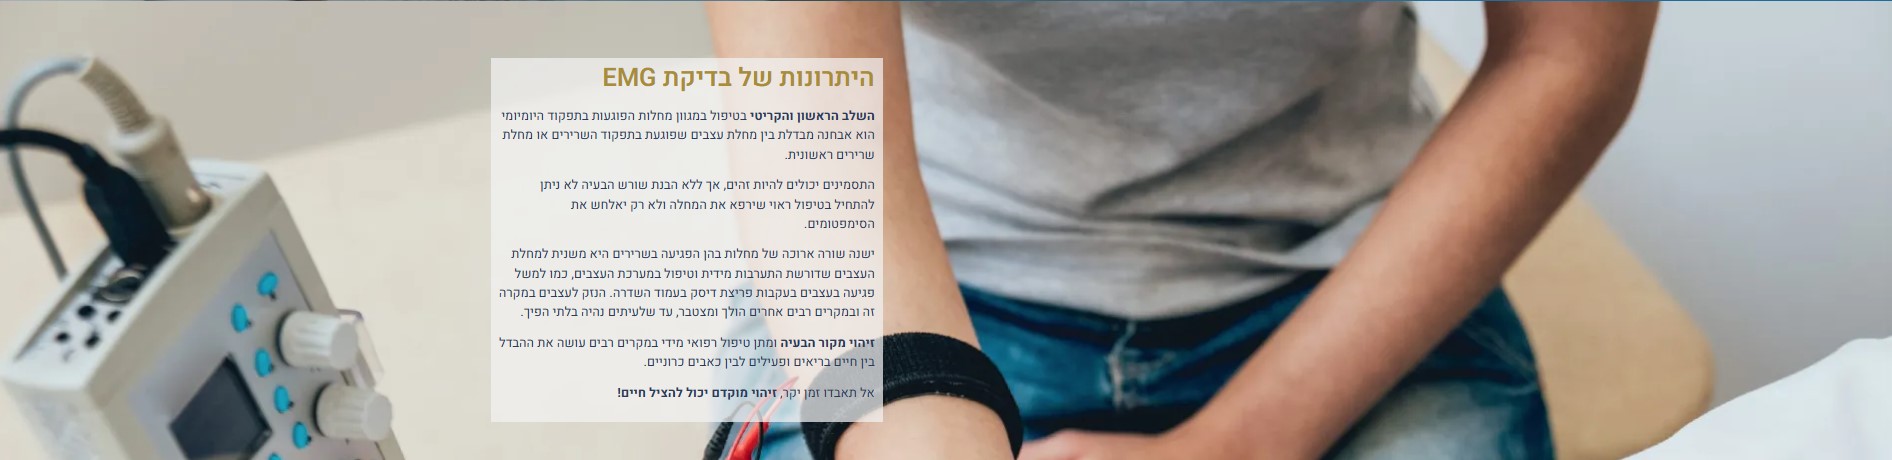 היתרונות של בדיקת EMG
השלב הראשון והקריטי בטיפול במגוון מחלות הפוגעות בתפקוד היומיומי
הוא אבחנה מבדלת בין מחלת עצבים שפוגעת בתפקוד השרירים או מחלת
שרירים ראשונית.
התסמינים יכולים להיות זהים, אך ללא הבנת שורש הבעיה לא ניתן
להתחיל בטיפול ראוי שירפא את המחלה ולא רק יאלחש את
הסימפטומים.
ישנה שורה ארוכה של מחלות בהן הפגיעה בשרירים היא משנית למחלת
העצבים שדורשת התערבות מידית וטיפול במערכת העצבים, כמו למשל
פגיעה בעצבים בעקבות פריצת דיסק בעמוד השדרה. הנזק לעצבים במקרה
זה ובמקרים רבים אחרים הולך ומצטבר, עד שלעיתים נהיה בלתי הפיך.
זיהוי מקור הבעיה ומתן טיפול רפואי מידי במקרים רבים עושה את ההבדל
בין חיים בריאים ופעילים לבין כאבים כרוניים.
אל תאבדו זמן יקר, זיהוי מוקדם יכול להציל חיים!